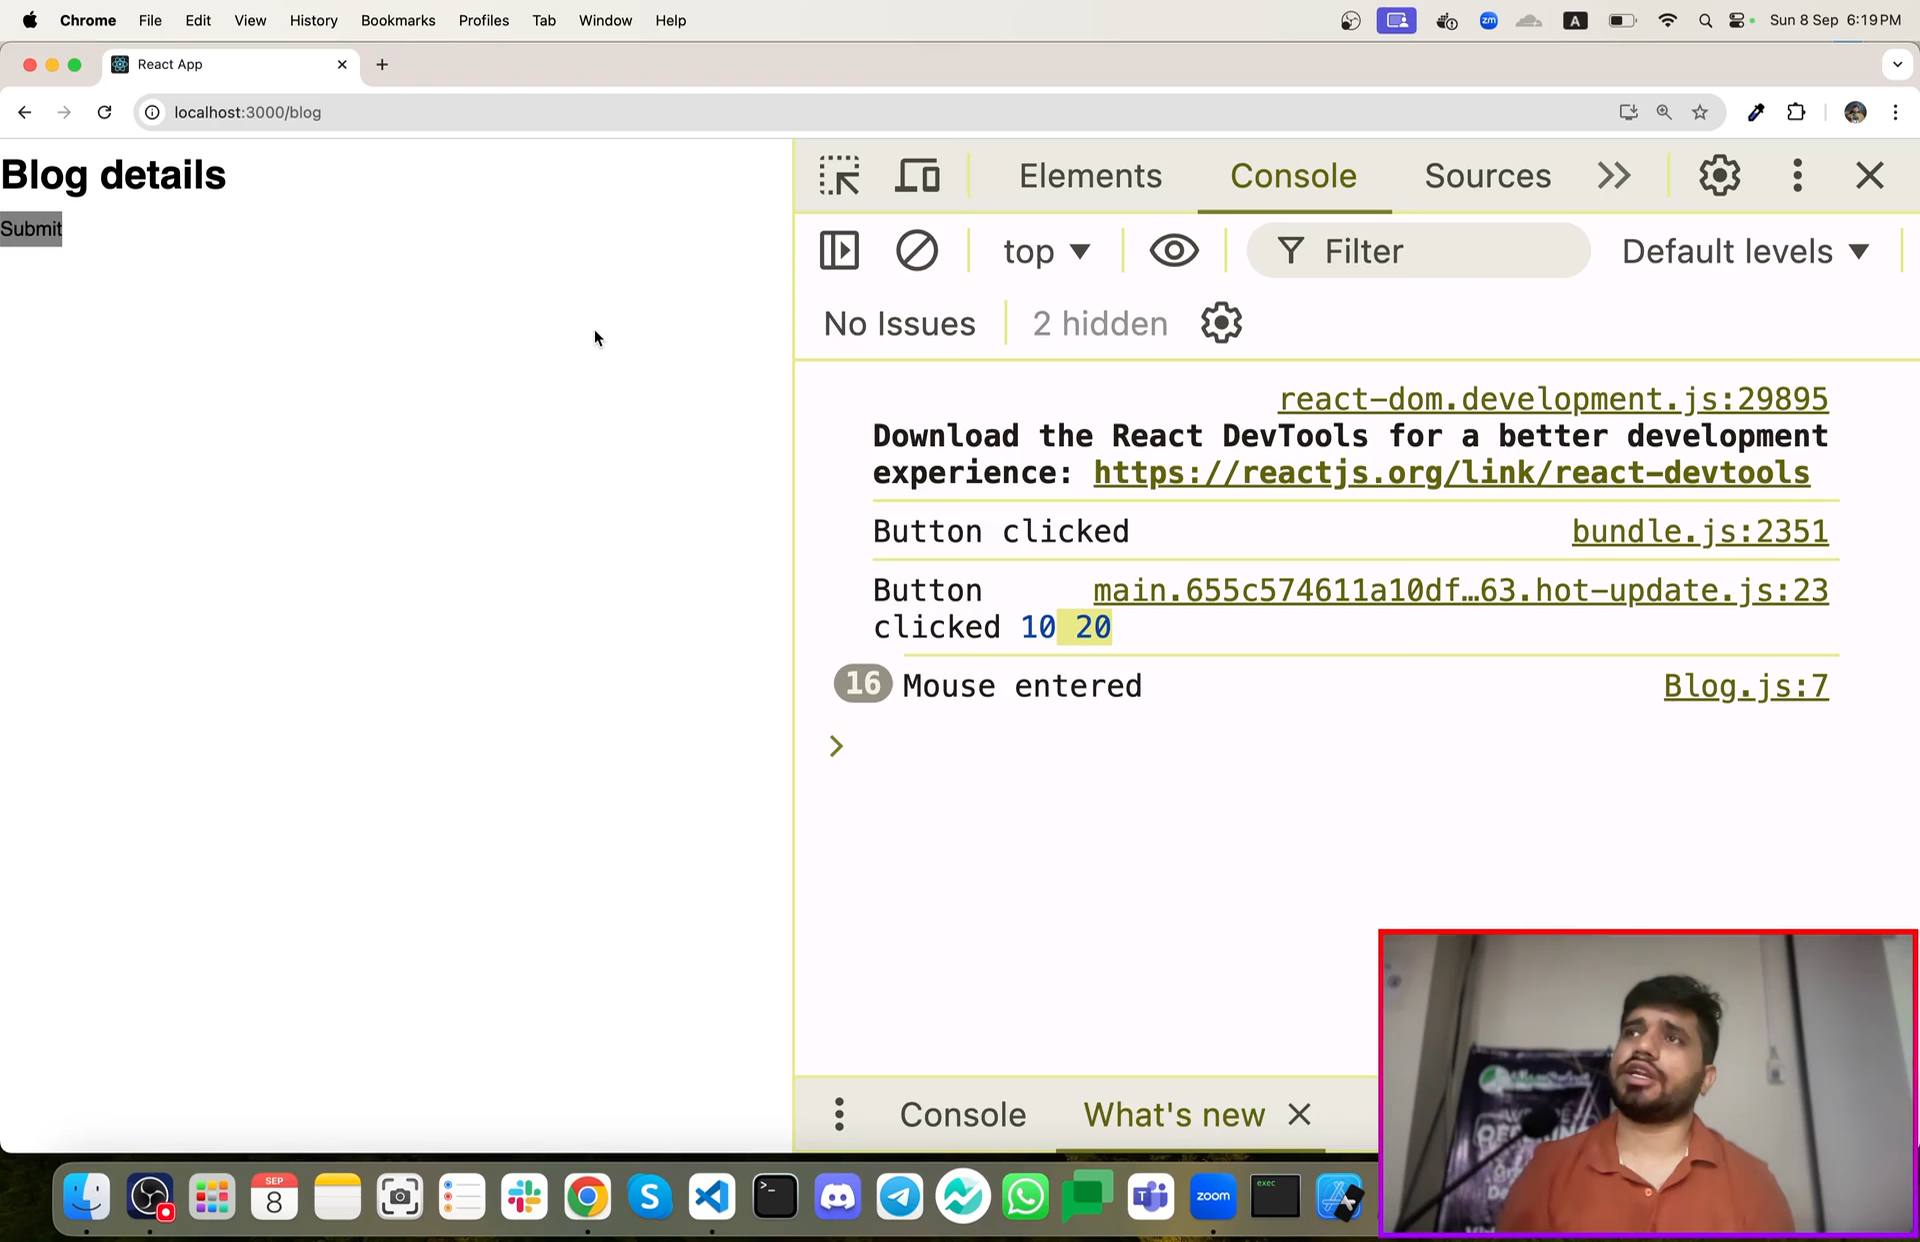 Chrome File Edit View History Bookmarks Profiles Tab Window Help
zm A Sun 8 Sep 6:19 PM
React App
localhost:3000/blog
Blog details
Submit
Elements Console Sources
top Filter Default levels
No Issues 2 hidden
react-dom.development.js:29895
Download the React DevTools for a better development
experience: https://reactjs.org/link/react-devtools
Button clicked bundle.js:2351
Button main.655c574611a10df…63.hot-update.js:23
clicked 10 20
16 Mouse entered Blog.js:7
Console What's new
SEP
8
S
T
zoom
exec